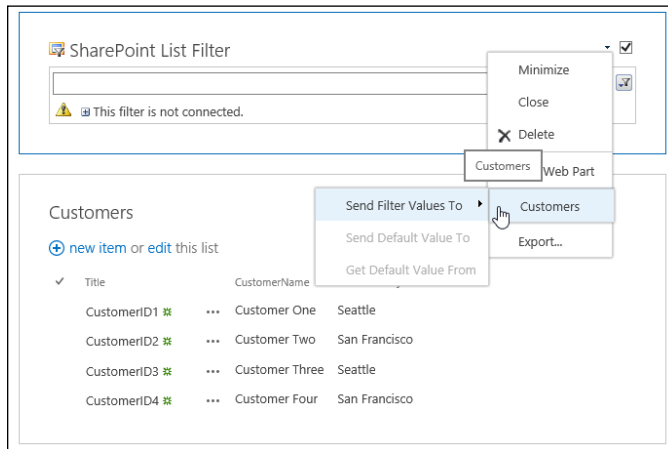 SharePoint List Filter
Minimize
This filter is not connected.
Close
Delete
Customers
Web Part
Customers
Send Filter Values To
Customers
new item or edit this list
Send Default Value To
Export...
Get Default Value From
Title CustomerName
CustomerID1 ... Customer One Seattle
CustomerID2 ... Customer Two San Francisco
CustomerID3 ... Customer Three Seattle
CustomerID4 ... Customer Four San Francisco